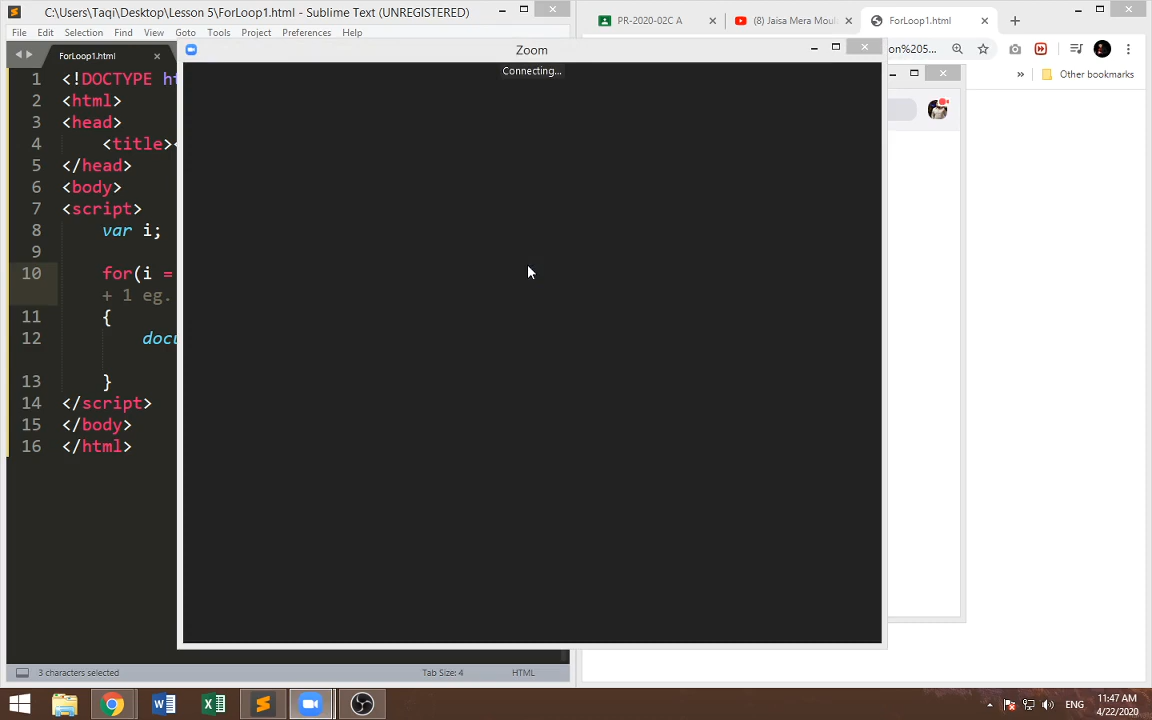 C:\Users\Taqi\Desktop\Lesson 5\ForLoop1.html - Sublime Text (UNREGISTERED)
File Edit Selection Find View Goto Tools Project Preferences Help
ForLoop1.html
1 <!DOCTYPE ht
2 <html>
3 <head>
4 <title><
5 </head>
6 <body>
7 <script>
8 var i;
9
10 for(i =
+ 1 eg.
11 {
12 docu
13 }
14 </script>
15 </body>
16 </html>
3 characters selected
Tab Size: 4
HTML
Zoom
Connecting...
PR-2020-02C A
(8) Jaisa Mera Moula
ForLoop1.html
on%205...
» Other bookmarks
ENG
11:47 AM
4/22/2020